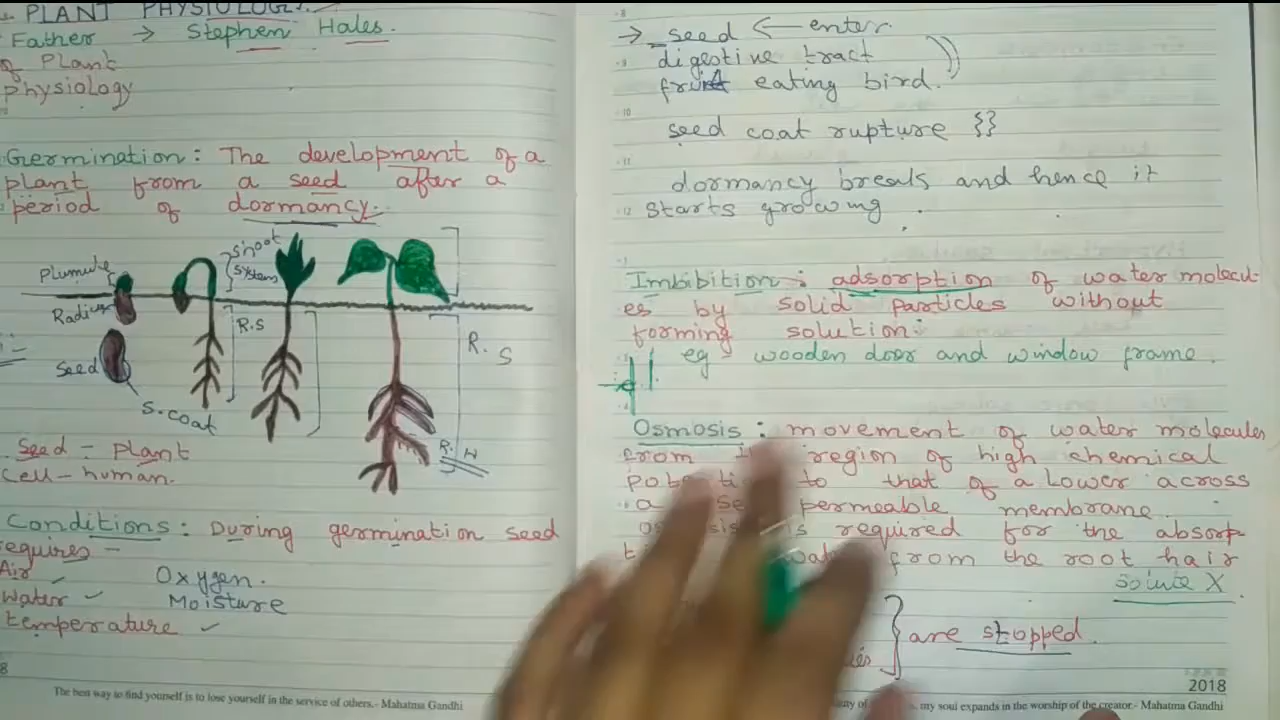 PLANT PHYSIOLOGY
Father → Stephen Hales.
of Plant
Physiology
Germination: The development of a
plant from a seed after a
period of dormancy.
Plumule
Radius
Seed
S. coat
Shoot
System
R.S
R. S
R. H
Seed - Plant
Cell - human.
Conditions: During germination seed
requires -
Air Oxygen.
Water Moisture
temperature
8
The best way to find yourself is to lose yourself in the service of others.- Mahatma Gandhi
→ seed ← enter
digestive tract
fruit eating bird.
seed coat rupture {}
dormancy breaks and hence it
starts growing
Imbibition: adsorption of water molecul-
es by solid particles without
forming solution:
eg wooden door and window frame.
Osmosis: movement of water molecules
from region of high chemical
to that of a Lower across
a permeable membrane.
is required for the absorp-
from the root hair
Solute X
are stopped.
2018
my soul expands in the worship of the creator.- Mahatma Gandhi